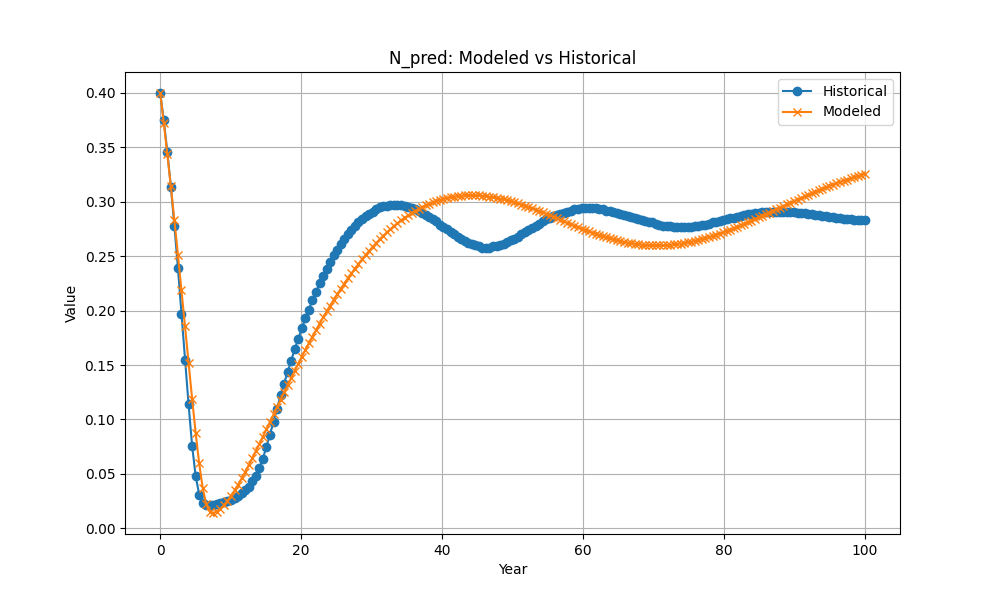 N_pred: Modeled vs Historical
Historical
Modeled
0.40
0.35
0.30
0.25
0.20
0.15
0.10
0.05
0.00
Value
0 20 40 60 80 100
Year